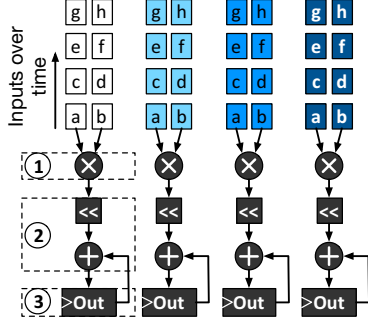 Inputs over
time
g h g h g h g h
e f e f e f e f
c d c d c d c d
a b a b a b a b
1 × × × ×
<< << << <<
2 + + + +
3 >Out >Out >Out >Out